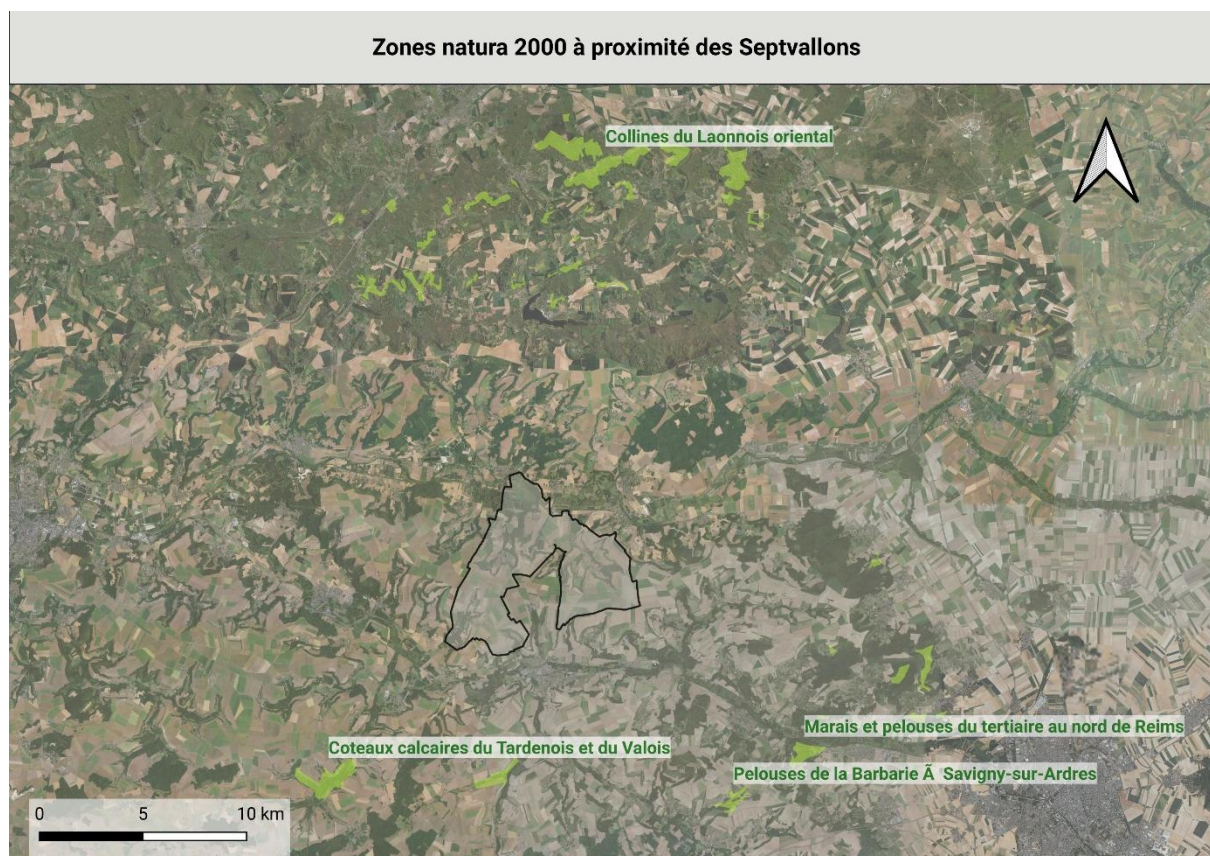 Zones natura 2000 à proximité des Septvallons
Collines du Laonnois oriental
Marais et pelouses du tertiaire au nord de Reims
Coteaux calcaires du Tardenois et du Valois
Pelouses de la Barbarie Ã  Savigny-sur-Ardres
0 5 10 km